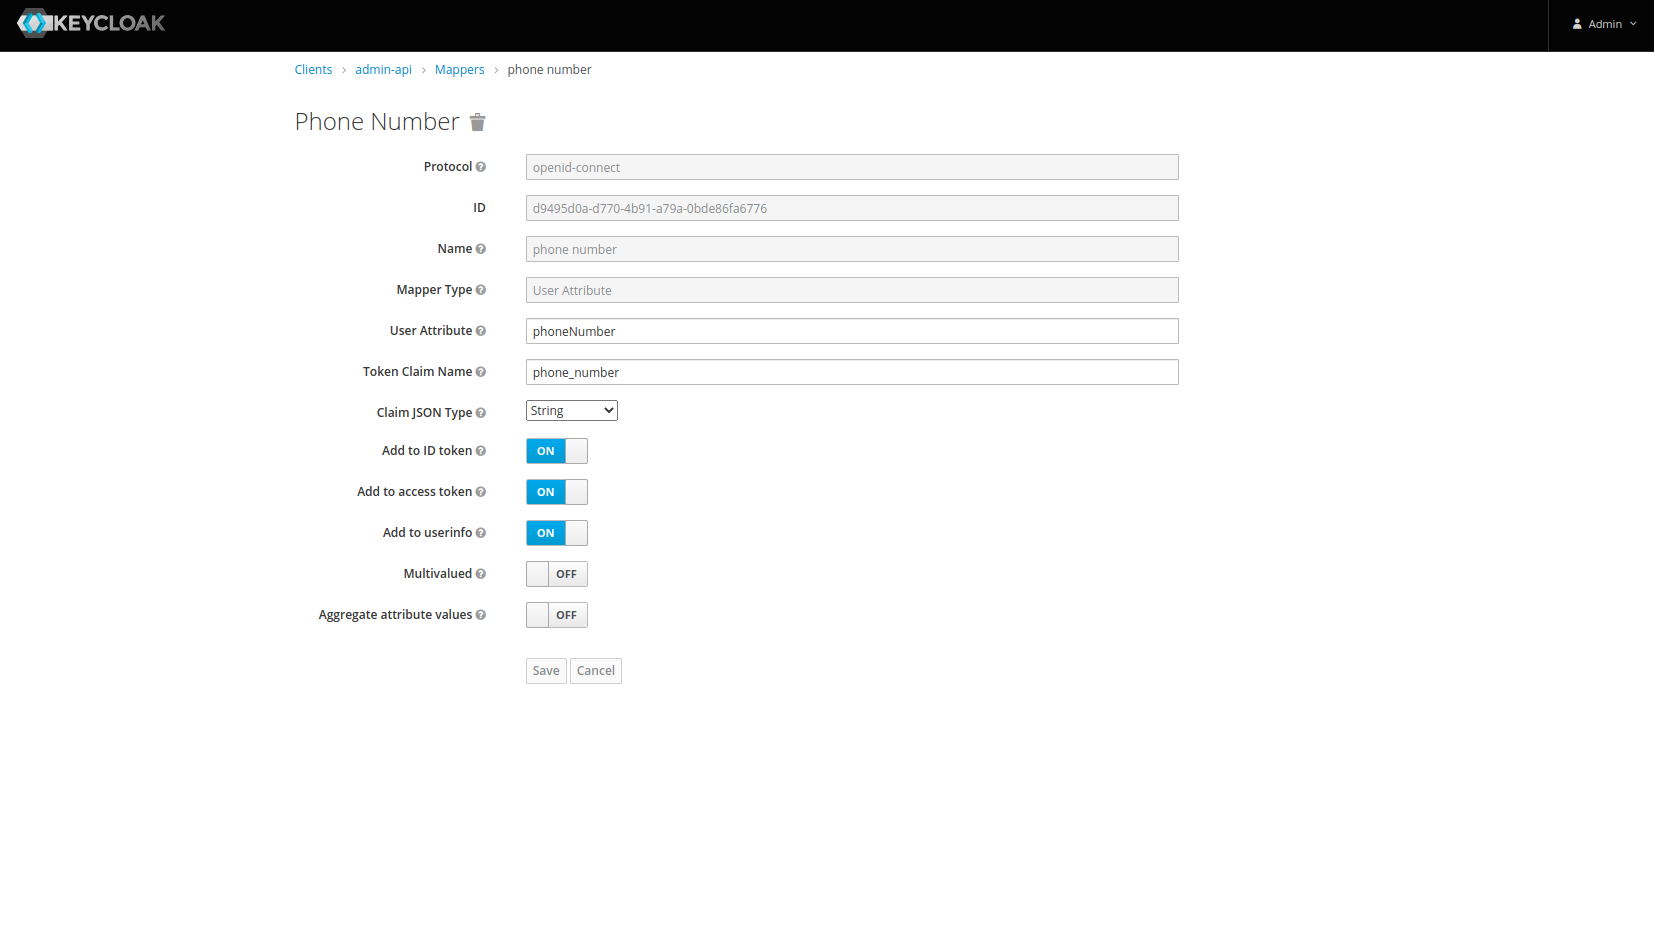 KEYCLOAK
Admin
Clients > admin-api > Mappers > phone number
Phone Number
Protocol openid-connect
ID d9495d0a-d770-4b91-a79a-0bde86fa6776
Name phone number
Mapper Type User Attribute
User Attribute phoneNumber
Token Claim Name phone_number
Claim JSON Type String
Add to ID token ON
Add to access token ON
Add to userinfo ON
Multivalued OFF
Aggregate attribute values OFF
Save Cancel